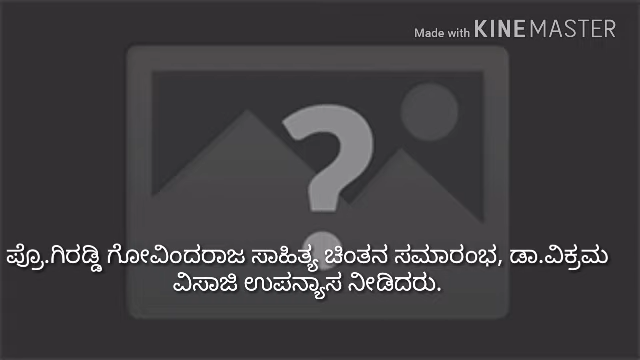 Made with KINEMASTER
ಪ್ರೊ.ಗಿರಡ್ಡಿ ಗೋವಿಂದರಾಜ ಸಾಹಿತ್ಯ ಚಿಂತನ ಸಮಾರಂಭ, ಡಾ.ವಿಕ್ರಮ
ವಿಸಾಜಿ ಉಪನ್ಯಾಸ ನೀಡಿದರು.